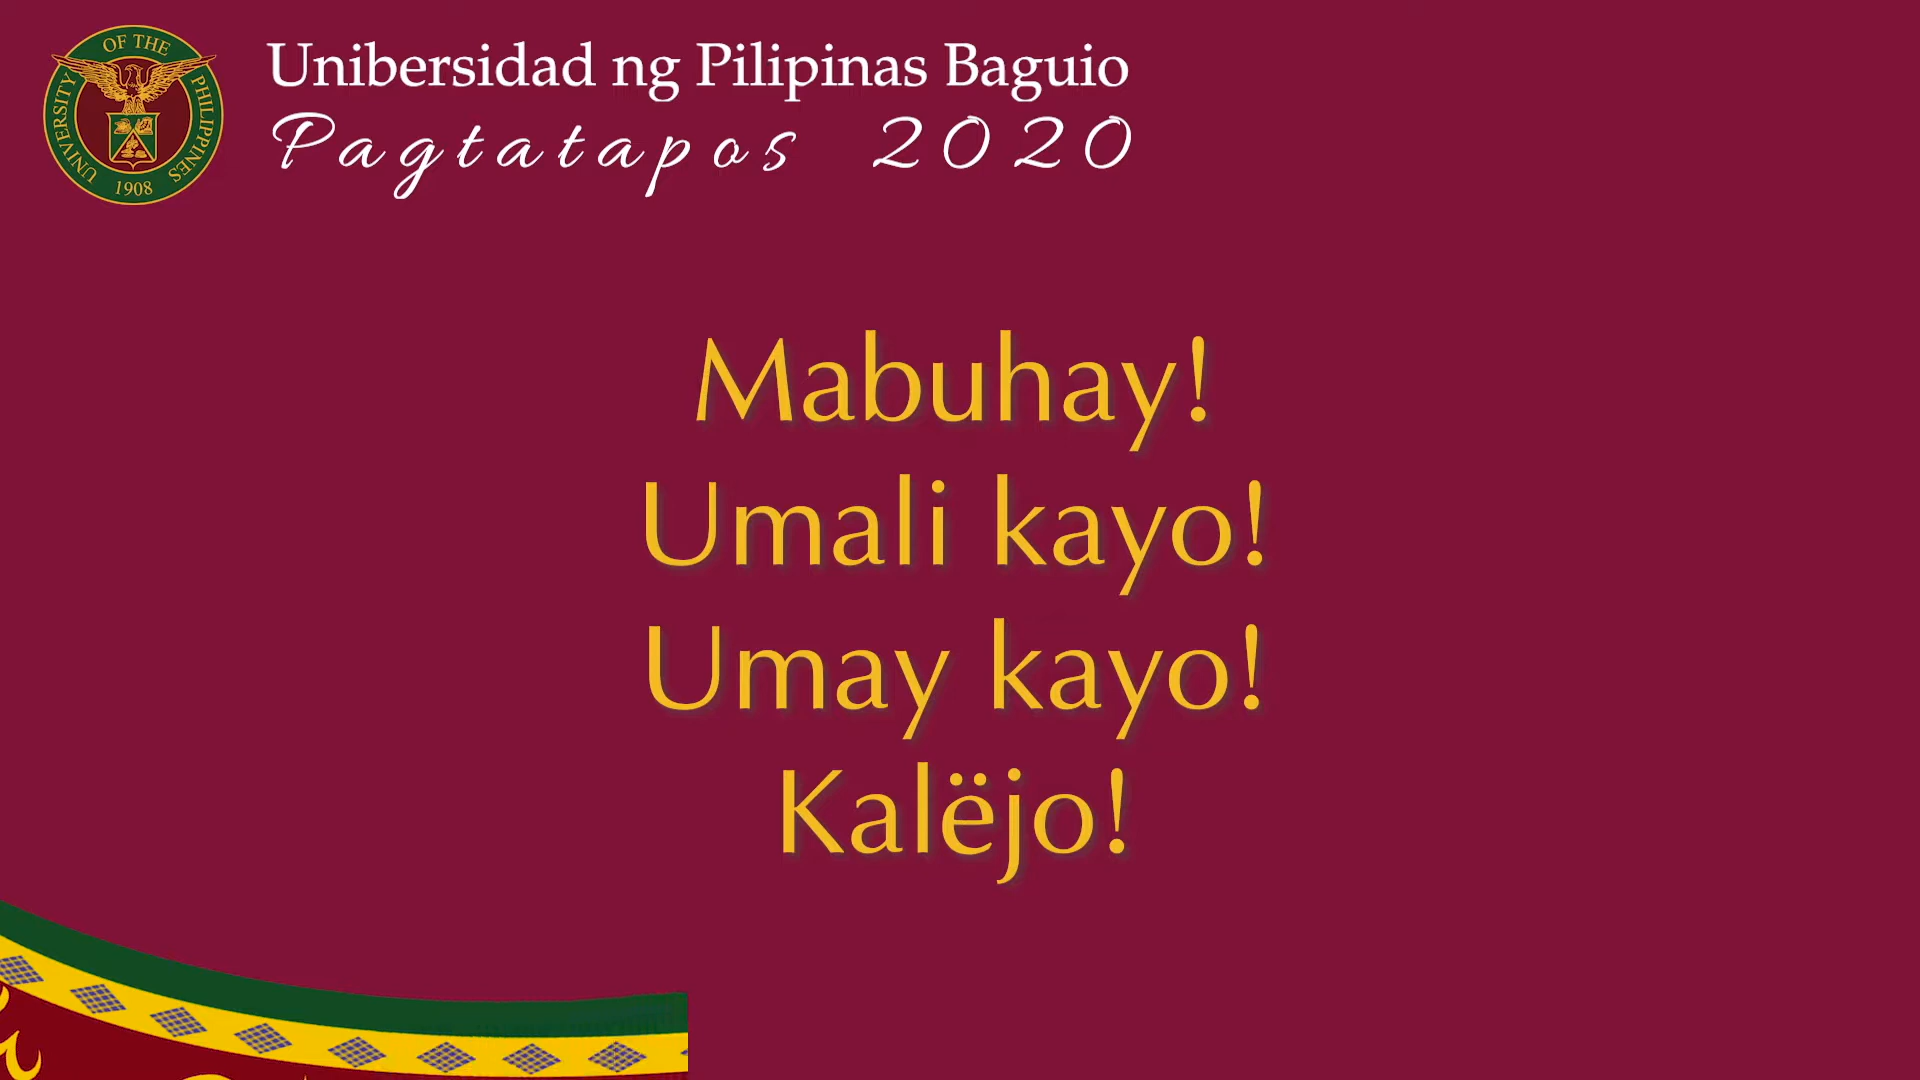 UNIVERSITY OF THE PHILIPPINES
1908
Unibersidad ng Pilipinas Baguio
Pagtatapos 2020
Mabuhay!
Umali kayo!
Umay kayo!
Kalëjo!